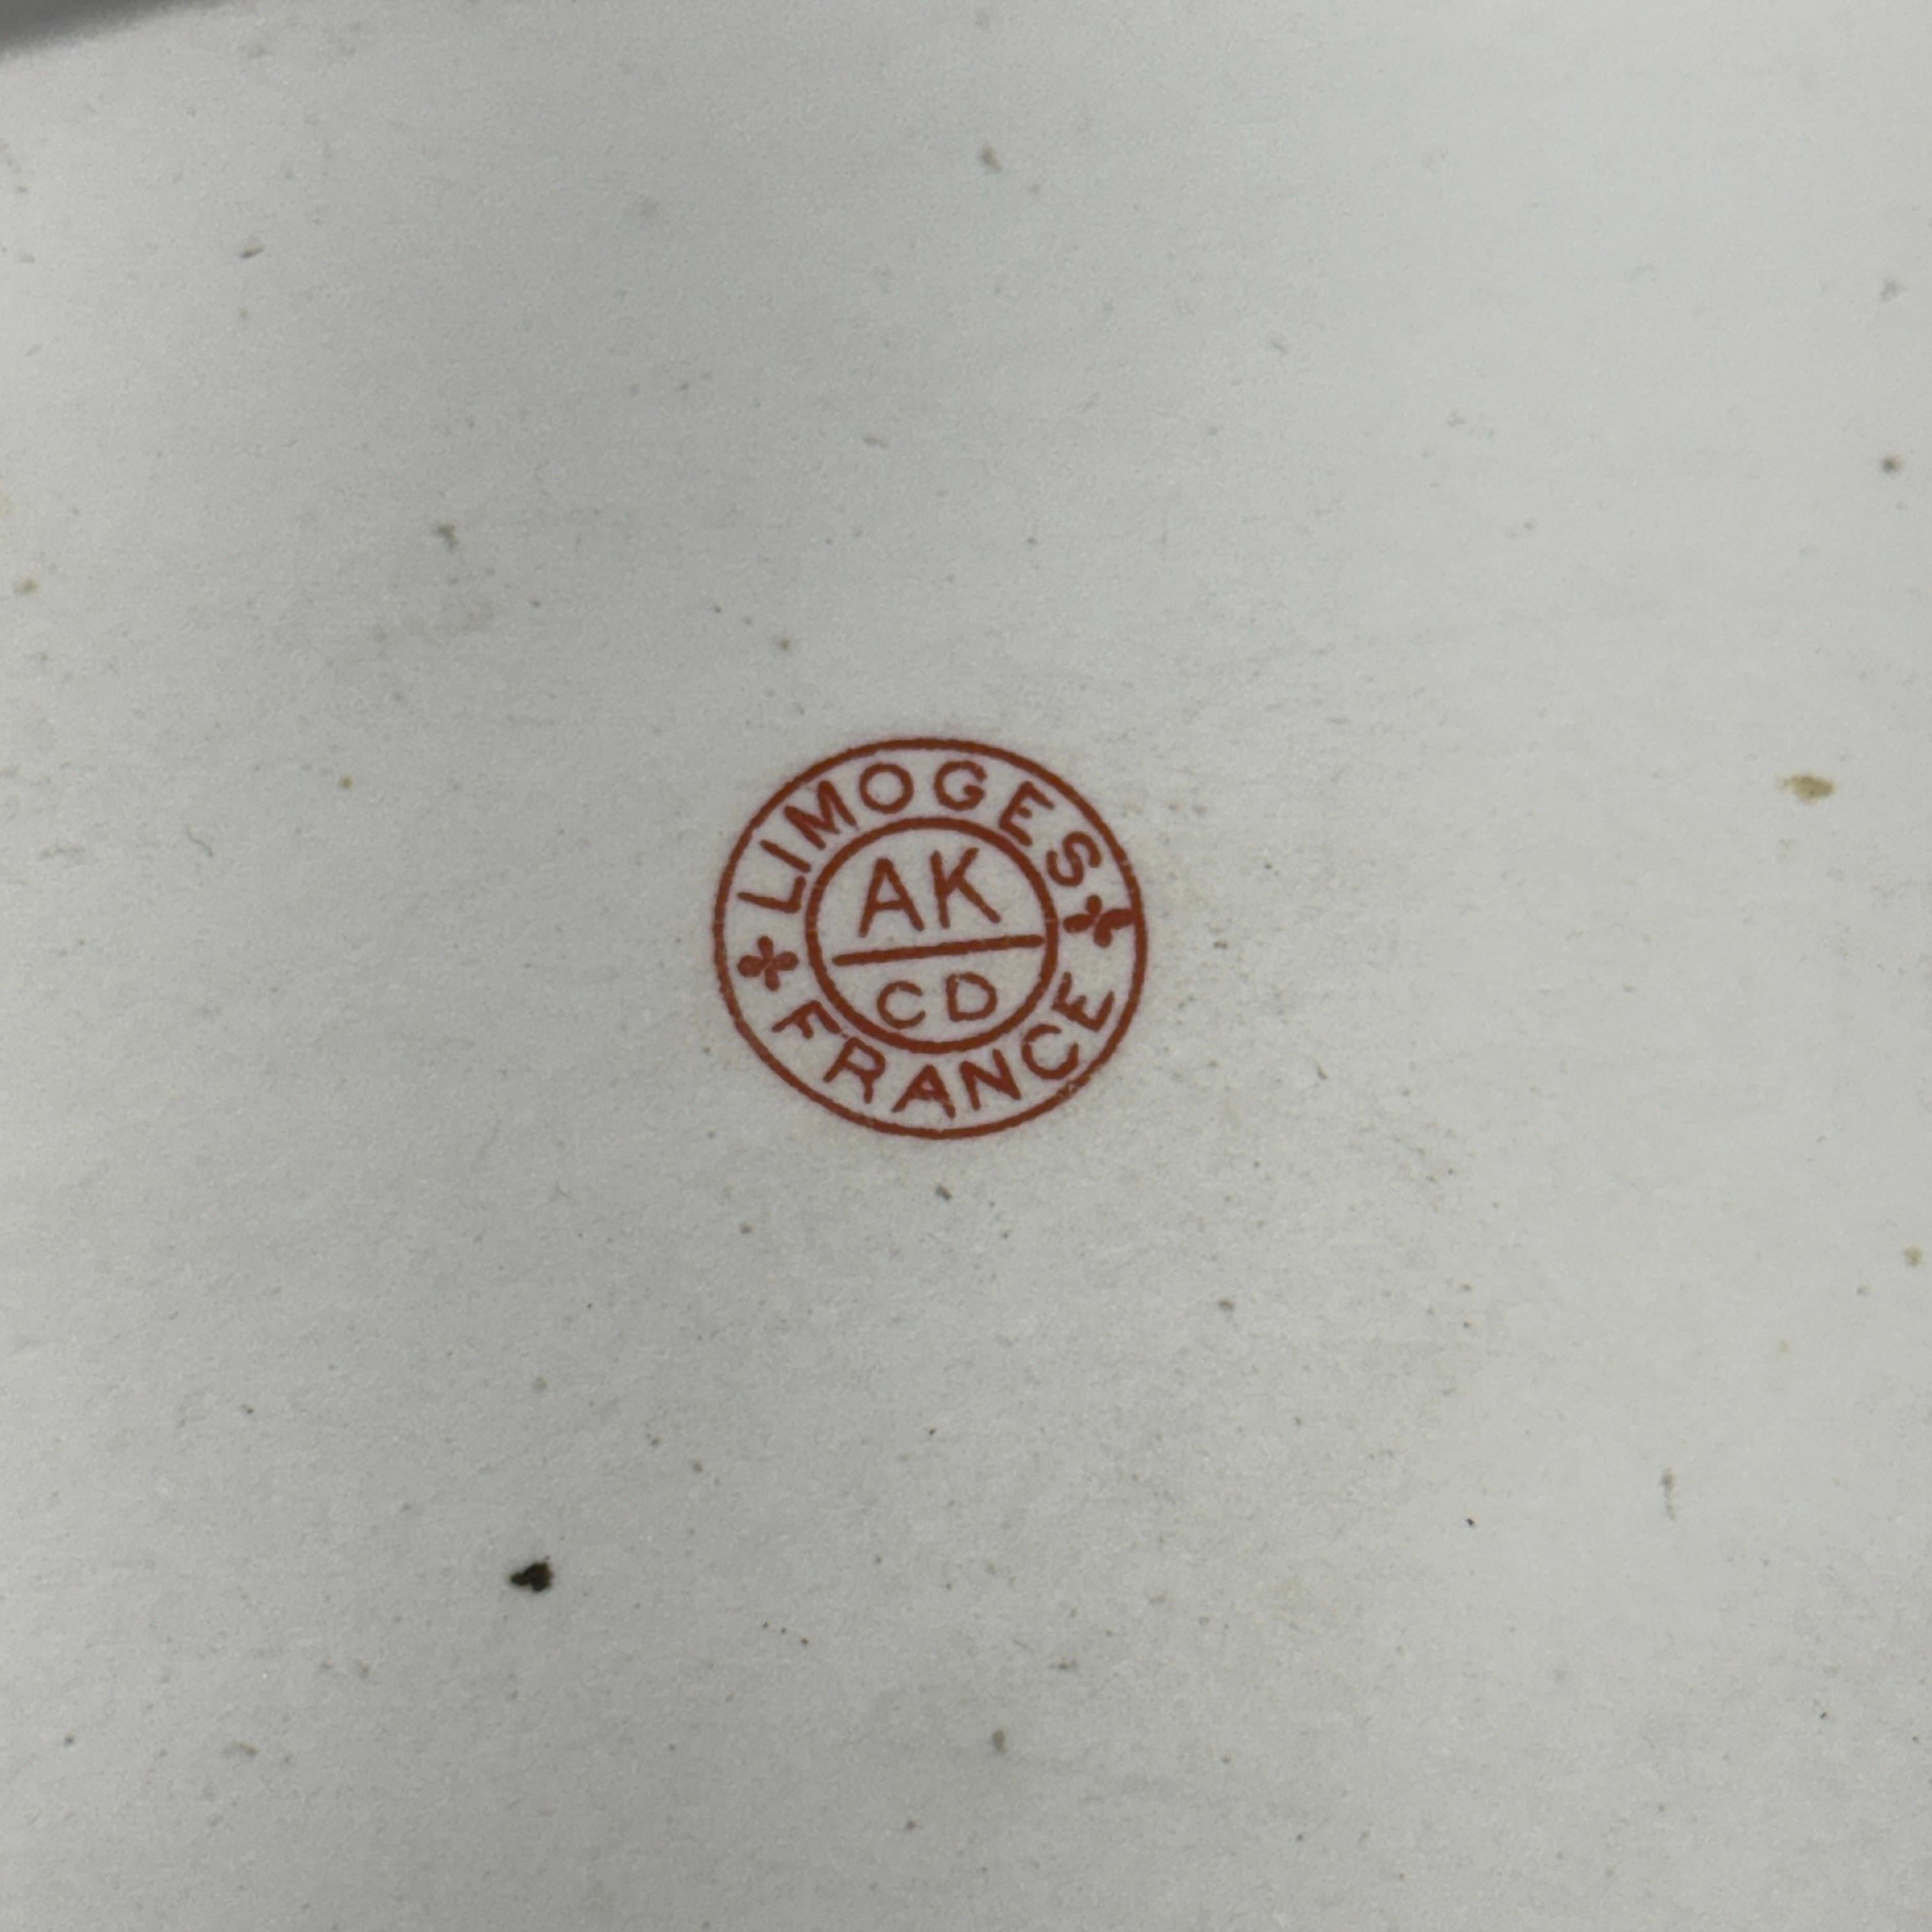 LIMOGES
AK
CD
FRANCE